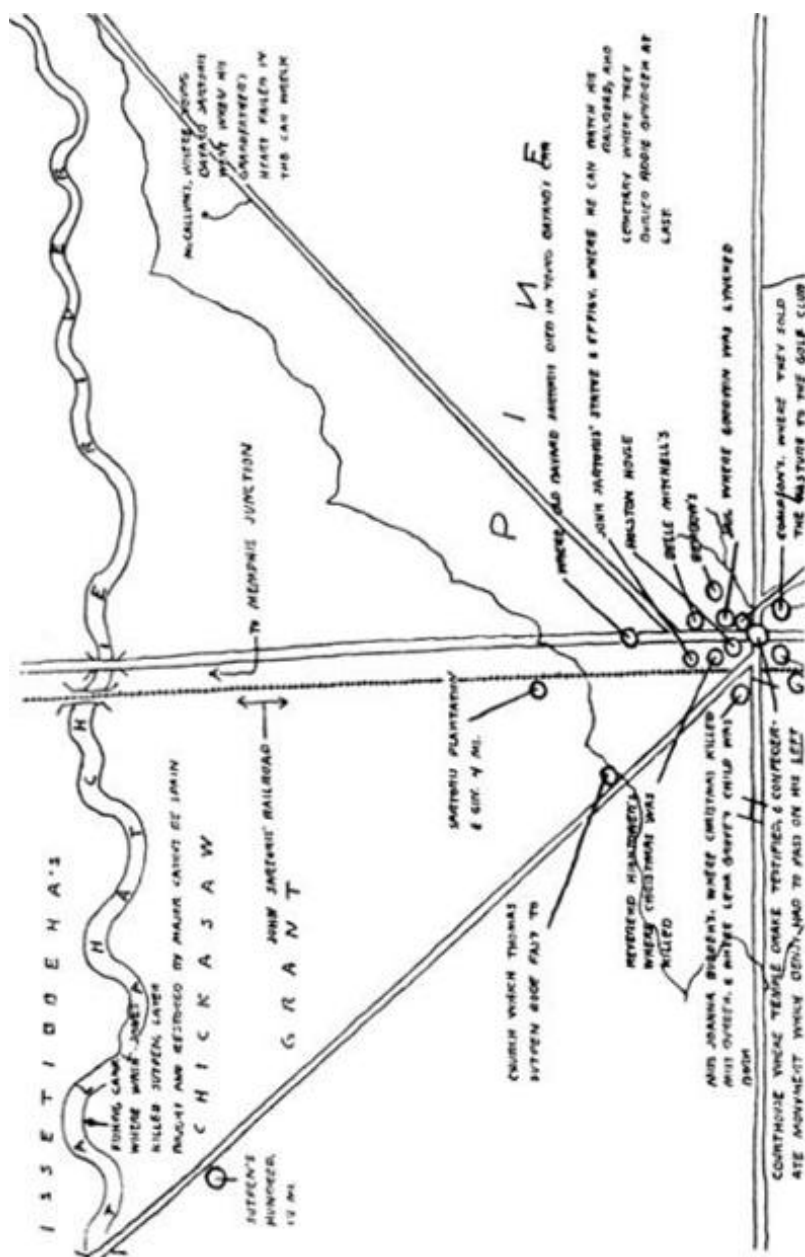 ISSETIBBEHA'S
CHICKASAW
GRANT
TALLAHATCHIE RIVER
FISHING CAMP
WHERE WASH JONES
KILLED SUTPEN, LATER
BOUGHT AND RESTORED BY MAJOR CASSIUS DE SPAIN
SUTPEN'S
HUNDRED,
12 MI.
JOHN SARTORIS' RAILROAD
TO MEMPHIS JUNCTION
MCCALLUM'S, WHERE YOUNG
BAYARD SARTORIS
WENT WHEN HIS
GRANDFATHER'S
HEART FAILED IN
THE CAR WRECK
PINE
SARTORIS PLANTATION
& GIN. 4 MI.
CHURCH WHICH THOMAS
SUTPEN RODE FAST TO
WHERE OLD BAYARD SARTORIS DIED IN YOUNG BAYARD'S CAR
JOHN SARTORIS' STATUE & EFFIGY, WHERE HE CAN WATCH HIS
RAILROAD, AND
CEMETERY WHERE THEY
BURIED ADDIE BUNDREN AT
LAST
HOLSTON HOUSE
BELLE MITCHELL'S
BENBOW'S
JAIL WHERE GOODWIN WAS LYNCHED
REVEREND HIGHTOWER'S,
WHERE CHRISTMAS WAS
KILLED
MISS JOANNA BURDEN'S, WHERE CHRISTMAS KILLED
MISS BURDEN, & WHERE LENA GROVE'S CHILD WAS
BORN
COURTHOUSE WHERE TEMPLE DRAKE TESTIFIED, & CONFEDER-
ATE MONUMENT WHICH BENJY HAD TO PASS ON HIS LEFT
COMPSON'S, WHERE THEY SOLD
THE PASTURE TO THE GOLF CLUB
H